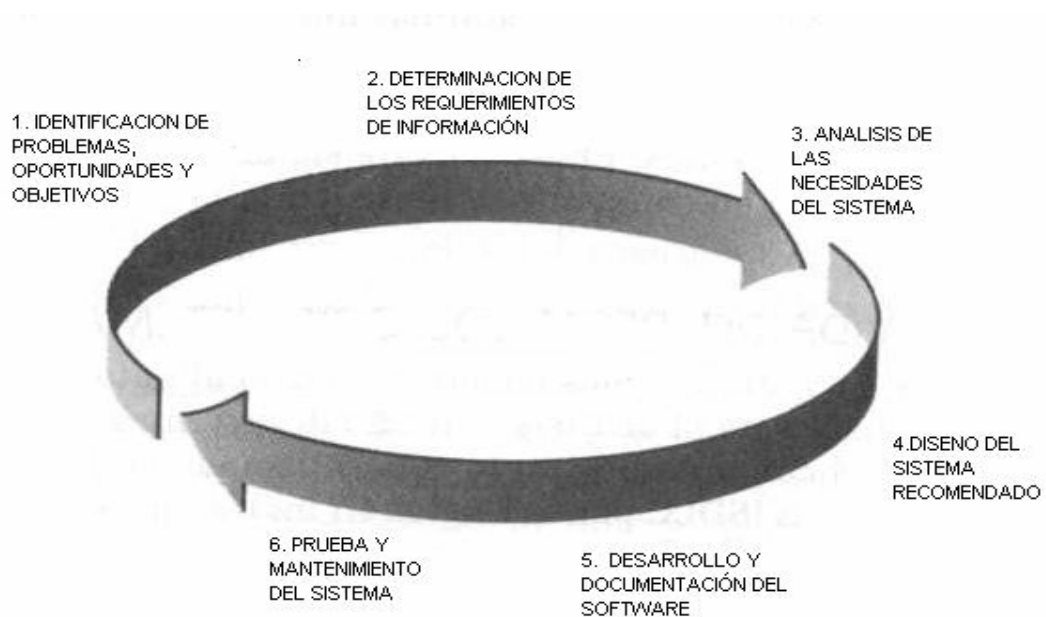 1. IDENTIFICACION DE
PROBLEMAS,
OPORTUNIDADES Y
OBJETIVOS
2. DETERMINACION DE
LOS REQUERIMIENTOS
DE INFORMACIÓN
3. ANALISIS DE
LAS
NECESIDADES
DEL SISTEMA
4.DISENO DEL
SISTEMA
RECOMENDADO
5. DESARROLLO Y
DOCUMENTACIÓN DEL
SOFTWARE
6. PRUEBA Y
MANTENIMIENTO
DEL SISTEMA